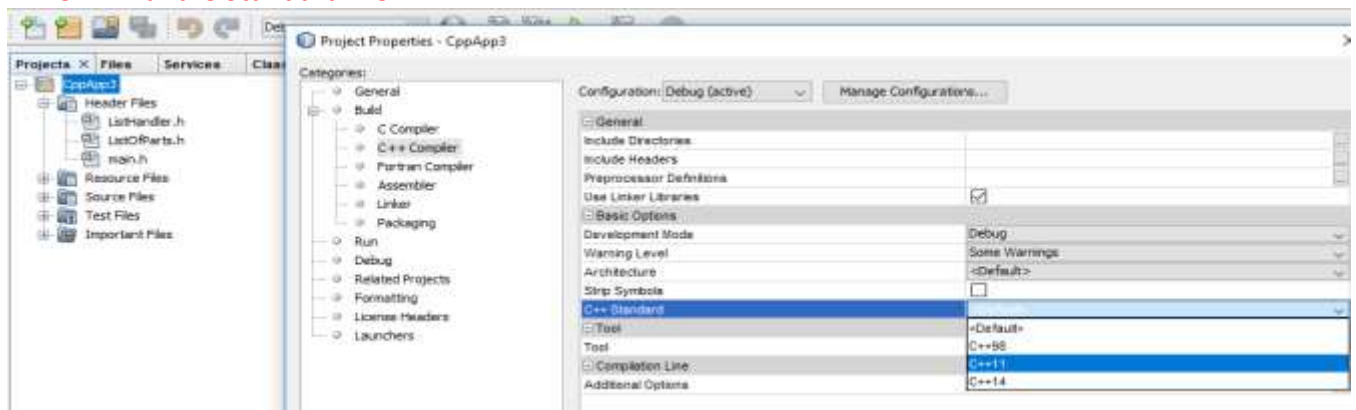 Project Properties - CppApp3
Projects × Files Services
CppApp3
Header Files
ListHandler.h
ListOfParts.h
main.h
Resource Files
Source Files
Test Files
Important Files
Categories:
General
Build
C Compiler
C++ Compiler
Fortran Compiler
Assembler
Linker
Packaging
Run
Debug
Related Projects
Formatting
License Headers
Launchers
Configuration: Debug (active) Manage Configurations...
General
Include Directories
Include Headers
Preprocessor Definitions
Use Linker Libraries
Basic Options
Development Mode Debug
Warning Level Some Warnings
Architecture <Default>
Strip Symbols
C++ Standard
Tool
Tool
Compilation Line
Additional Options
<Default>
C++98
C++11
C++14